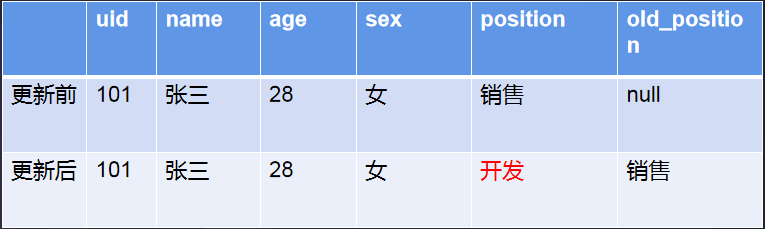 uid name age sex position old_positio
n
更新前 101 张三 28 女 销售 null
更新后 101 张三 28 女 开发 销售